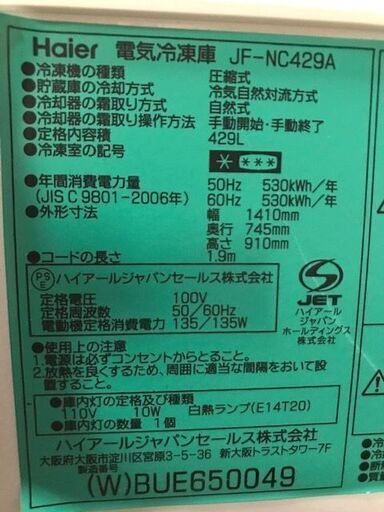 Haier 電気冷凍庫 JF-NC429A
●冷凍機の種類 圧縮式
●貯蔵庫の冷却方式 冷気自然対流方式
●冷却器の霜取り方式 自然式
●冷却器の霜取り操作方法 手動開始・手動終了
●定格内容積 429L
●冷凍室の記号 * ***
●年間消費電力量 50Hz 530kWh/年
(JIS C 9801-2006年) 60Hz 530kWh/年
●外形寸法 幅 1410mm
奥行 745mm
高さ 910mm
●コードの長さ 1.9m
PS E ハイアールジャパンセールス株式会社
定格電圧 100V
定格周波数 50/60Hz
電動機定格消費電力 135/135W
S
JET
ハイアール
ジャパン
ホールディングス
株式会社
●使用上の注意
1.電源は必ずコンセントからとること。
2.放熱を良くするため、周囲に適当な間隔をおいて設
置すること。
●庫内灯の定格及び種類
110V 10W 白熱ランプ(E14T20)
●庫内灯の数量 1個
ハイアールジャパンセールス株式会社
大阪府大阪市淀川区宮原3-5-36 新大阪トラストタワー7F
製造番号
(W)BUE650049